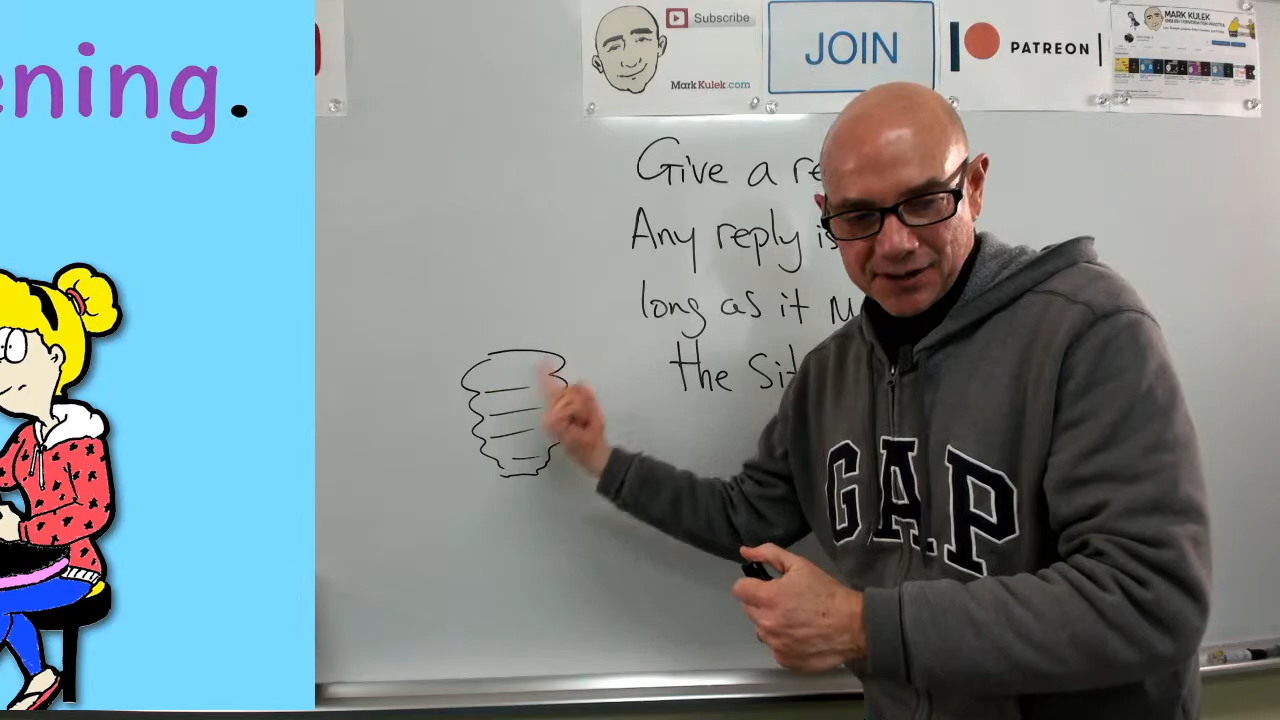 ening.
Subscribe
MarkKulek.com
JOIN
PATREON
MARK KULEK
Give a re
Any reply is
long as it
the sit
GAP